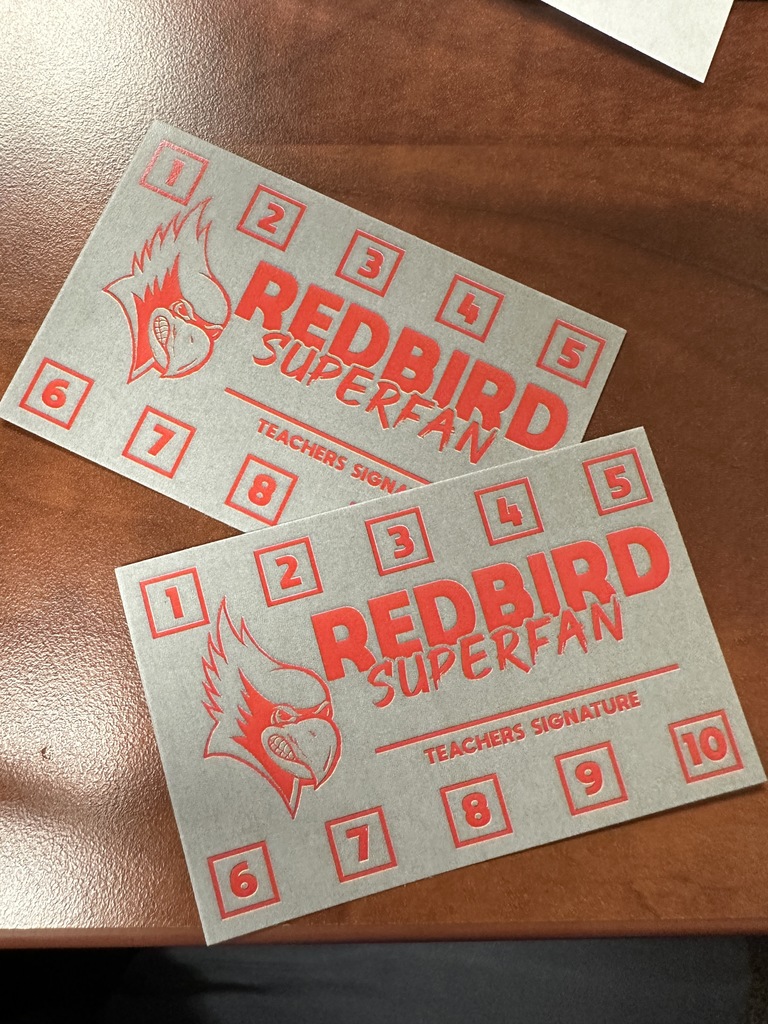 1 2 3 4 5
REDBIRD
SUPERFAN
TEACHERS
6 7 8
1 2 3 4 5
REDBIRD
SUPERFAN
TEACHERS SIGNATURE
6 7 8 9 10